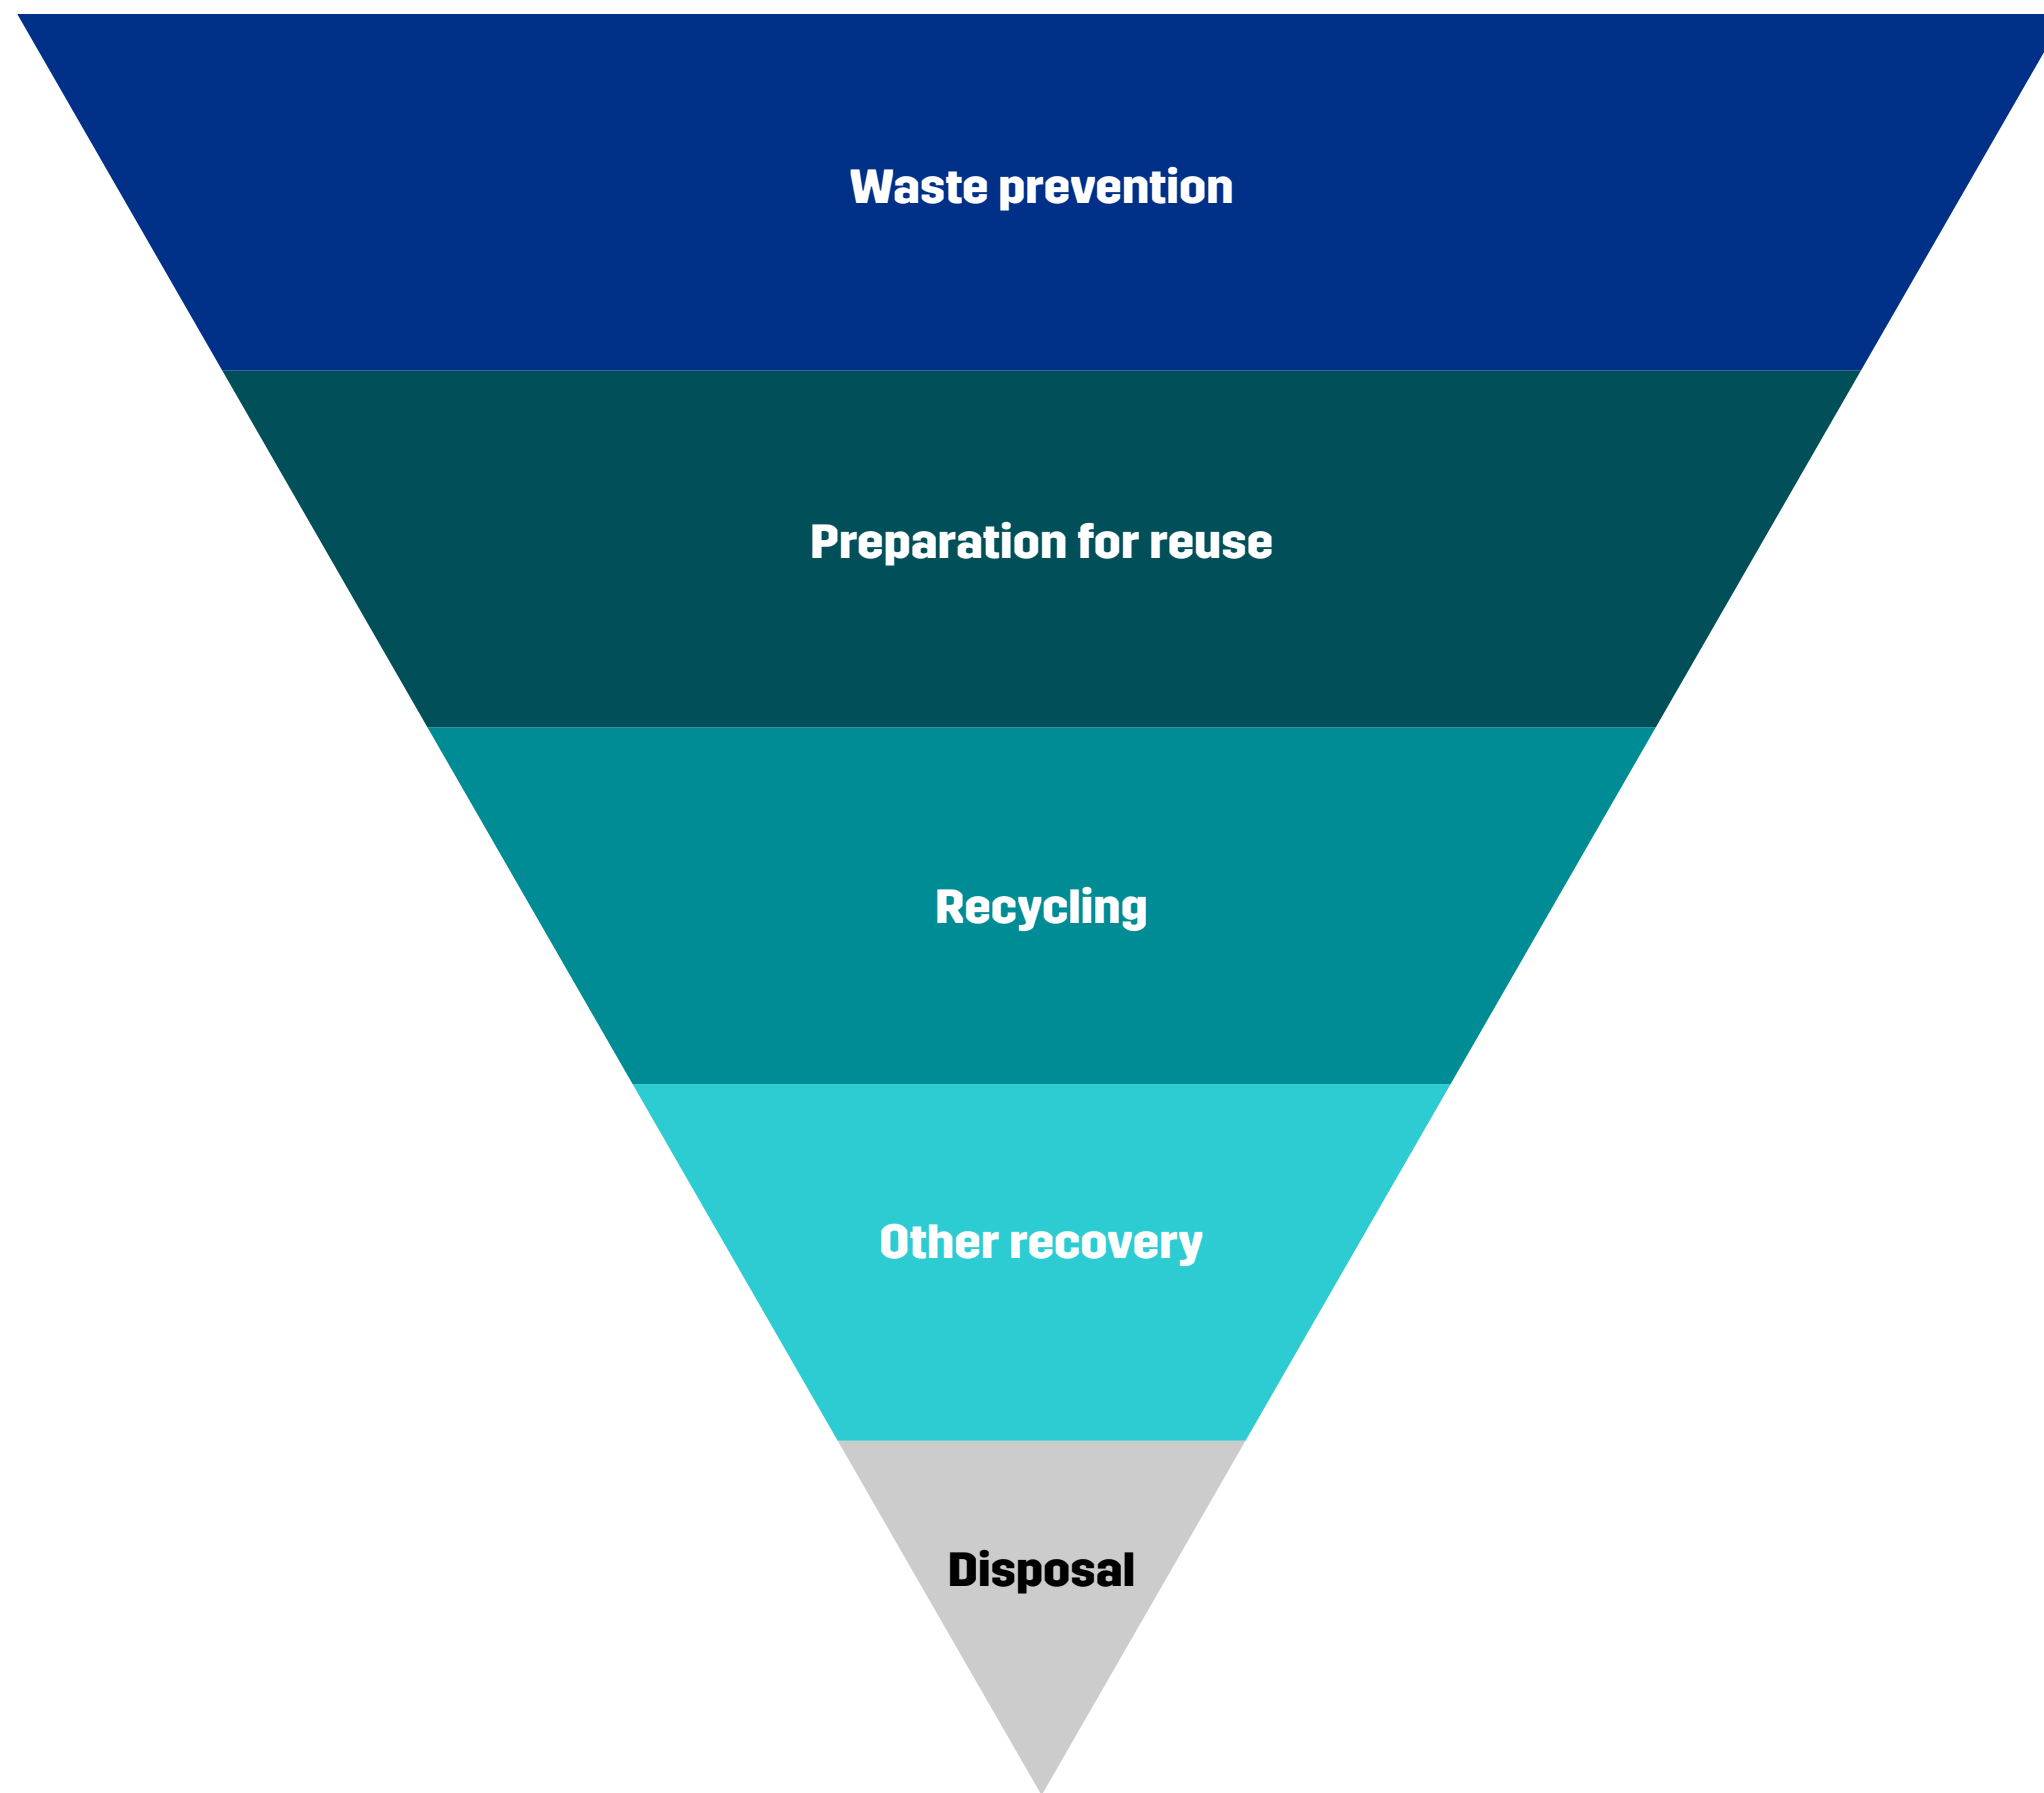 Waste prevention
Preparation for reuse
Recycling
Other recovery
Disposal